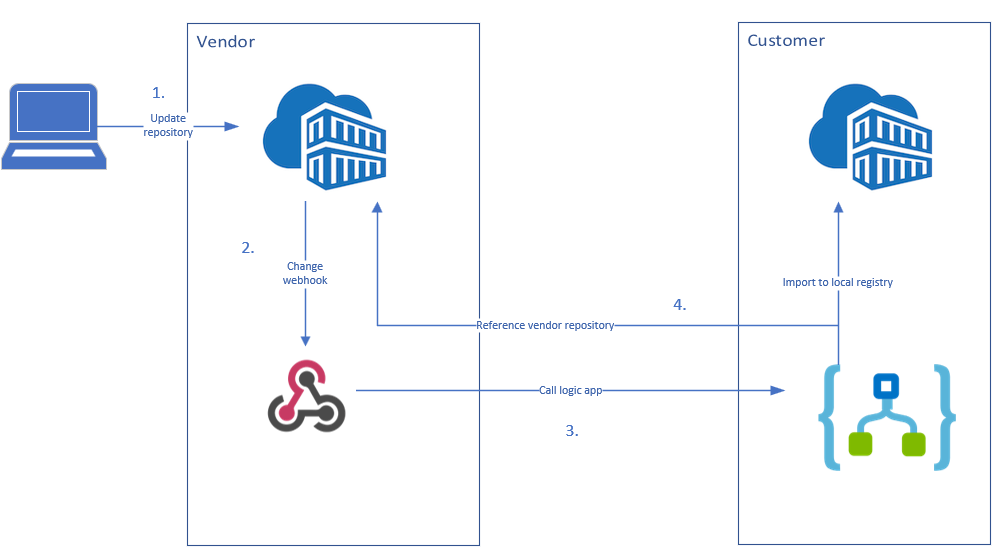 Vendor
Customer
1.
Update
repository
2.
Change
webhook
Import to local registry
4.
Reference vendor repository
Call logic app
3.